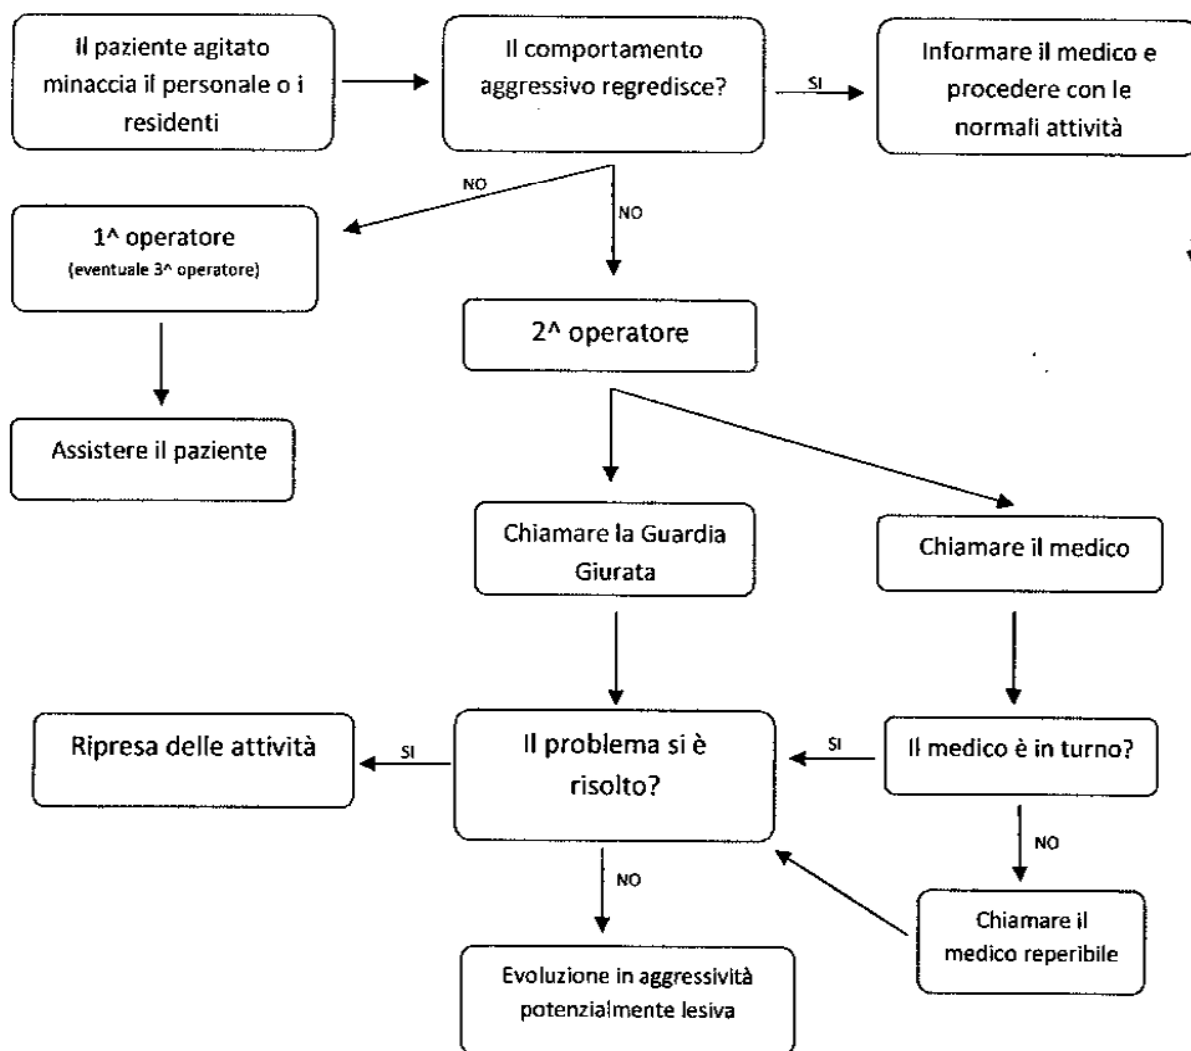 Il paziente agitato
minaccia il personale o i
residenti
Il comportamento
aggressivo regredisce?
SI
Informare il medico e
procedere con le
normali attività
NO
NO
1^ operatore
(eventuale 3^ operatore)
2^ operatore
Assistere il paziente
Chiamare la Guardia
Giurata
Chiamare il medico
Ripresa delle attività
SI
Il problema si è
risolto?
SI
Il medico è in turno?
NO
NO
Chiamare il
medico reperibile
Evoluzione in aggressività
potenzialmente lesiva